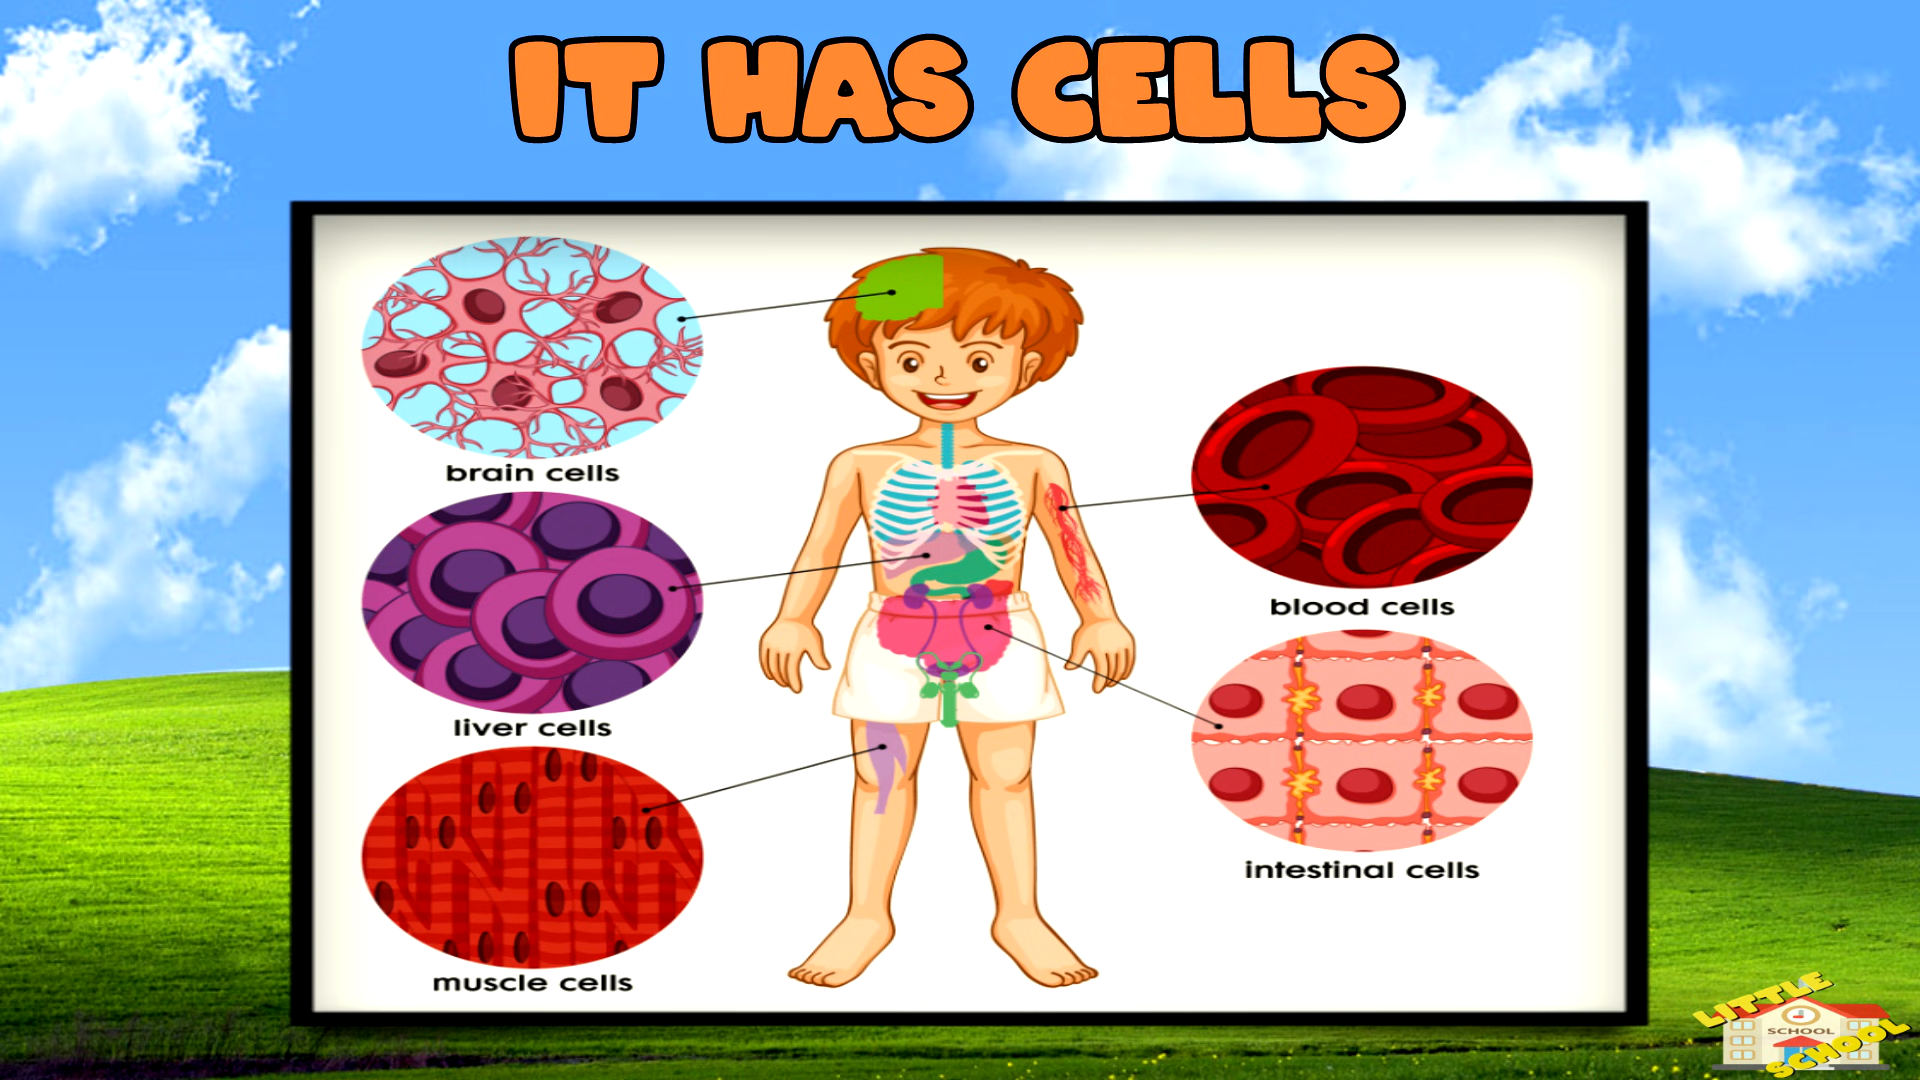 IT HAS CELLS
brain cells
liver cells
muscle cells
blood cells
intestinal cells
LITTLE
SCHOOL
SCHOOL